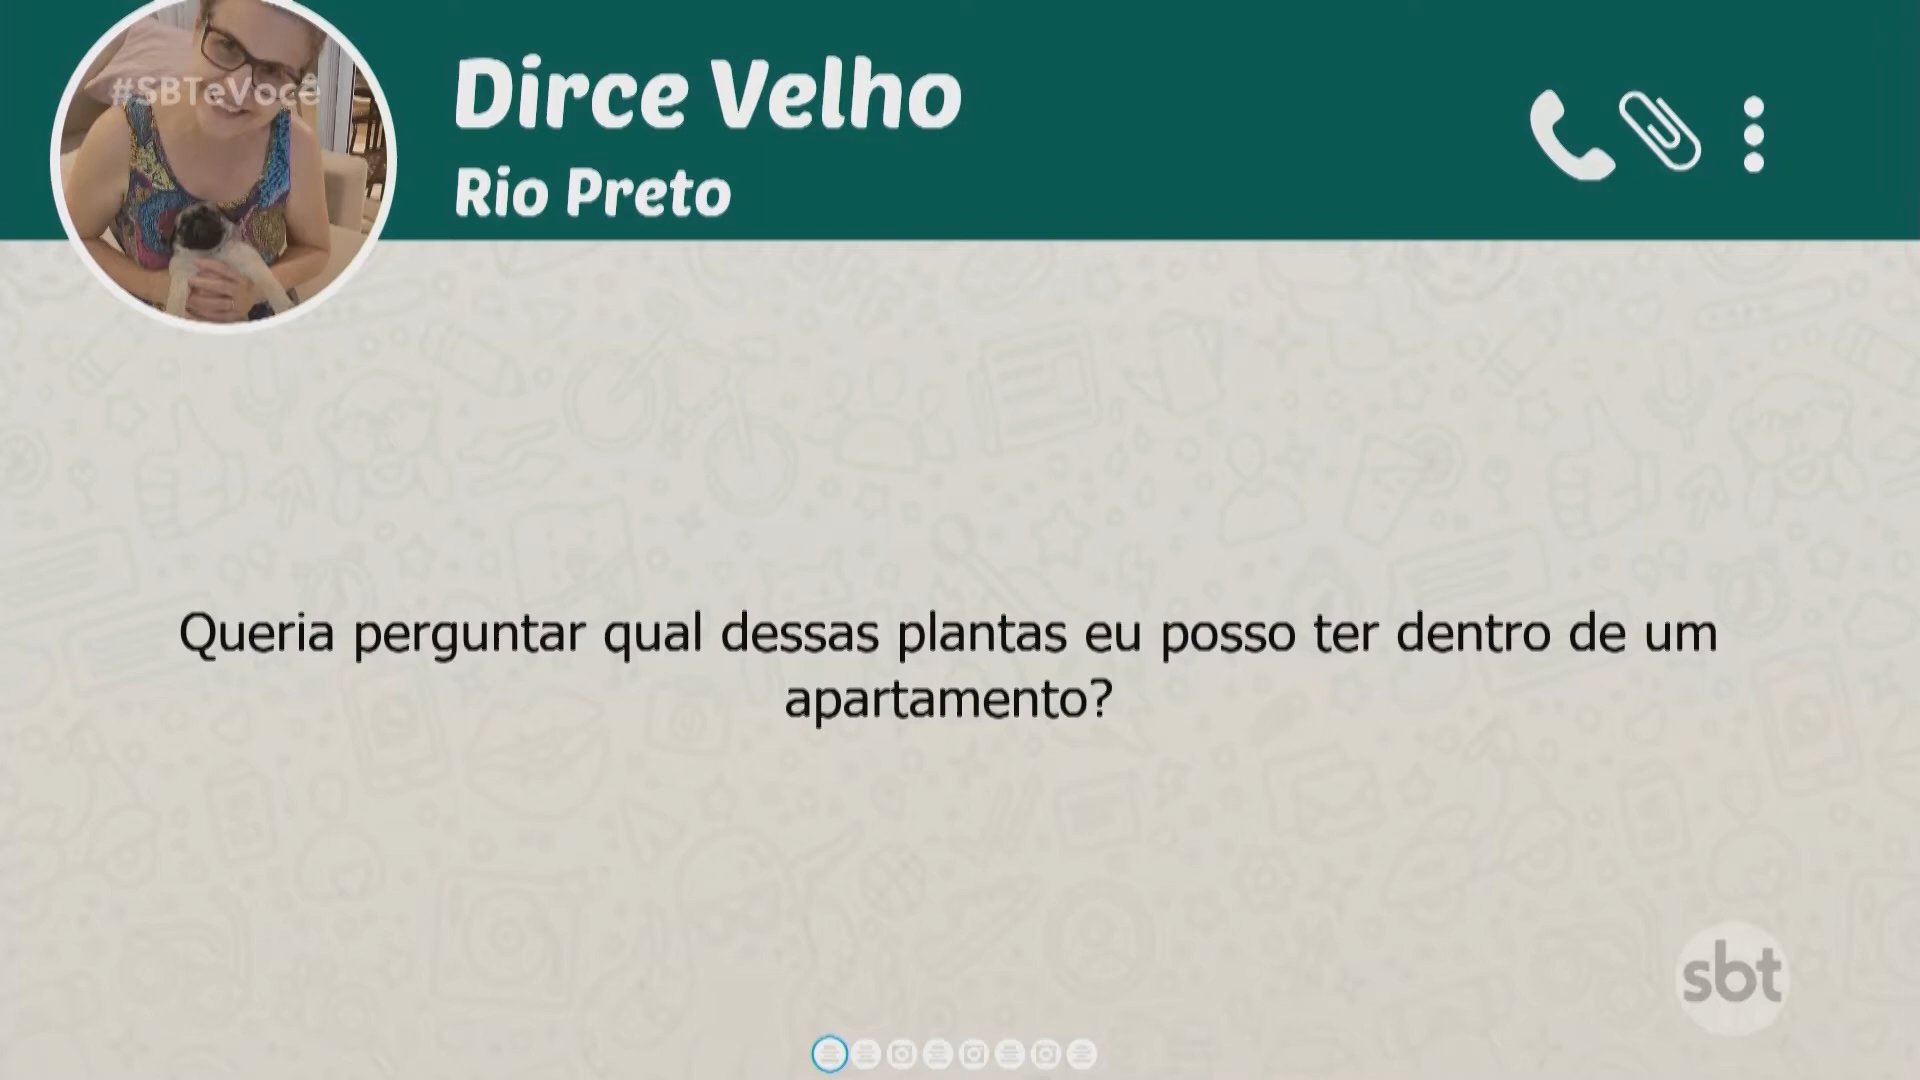 #SBTeVocê
Dirce Velho
Rio Preto
Queria perguntar qual dessas plantas eu posso ter dentro de um
apartamento?
sbt